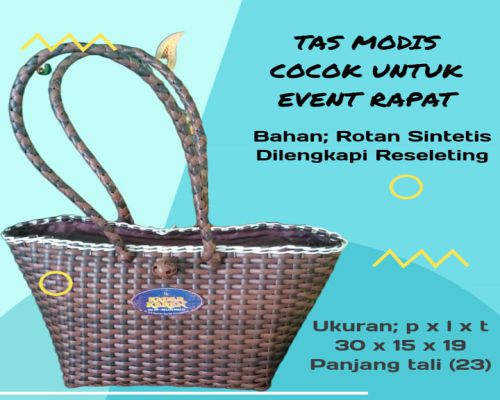 TAS MODIS
COCOK UNTUK
EVENT RAPAT
Bahan; Rotan Sintetis
Dilengkapi Reseleting
Ukuran; p x l x t
30 x 15 x 19
Panjang tali (23)